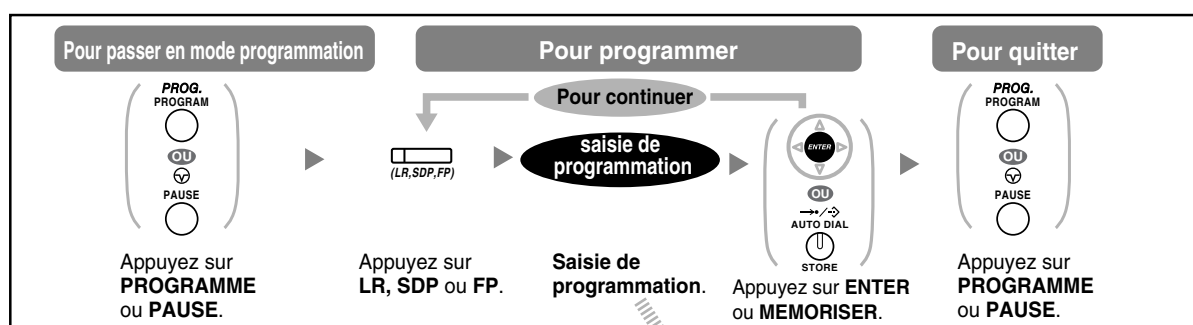 Pour passer en mode programmation
Pour programmer
Pour quitter
PROG.
PROGRAM
OU
PAUSE
Appuyez sur
PROGRAMME
ou PAUSE.
Pour continuer
(LR,SDP,FP)
Appuyez sur
LR, SDP ou FP.
saisie de
programmation
Saisie de
programmation.
ENTER
OU
AUTO DIAL
STORE
Appuyez sur ENTER
ou MEMORISER.
PROG.
PROGRAM
OU
PAUSE
Appuyez sur
PROGRAMME
ou PAUSE.